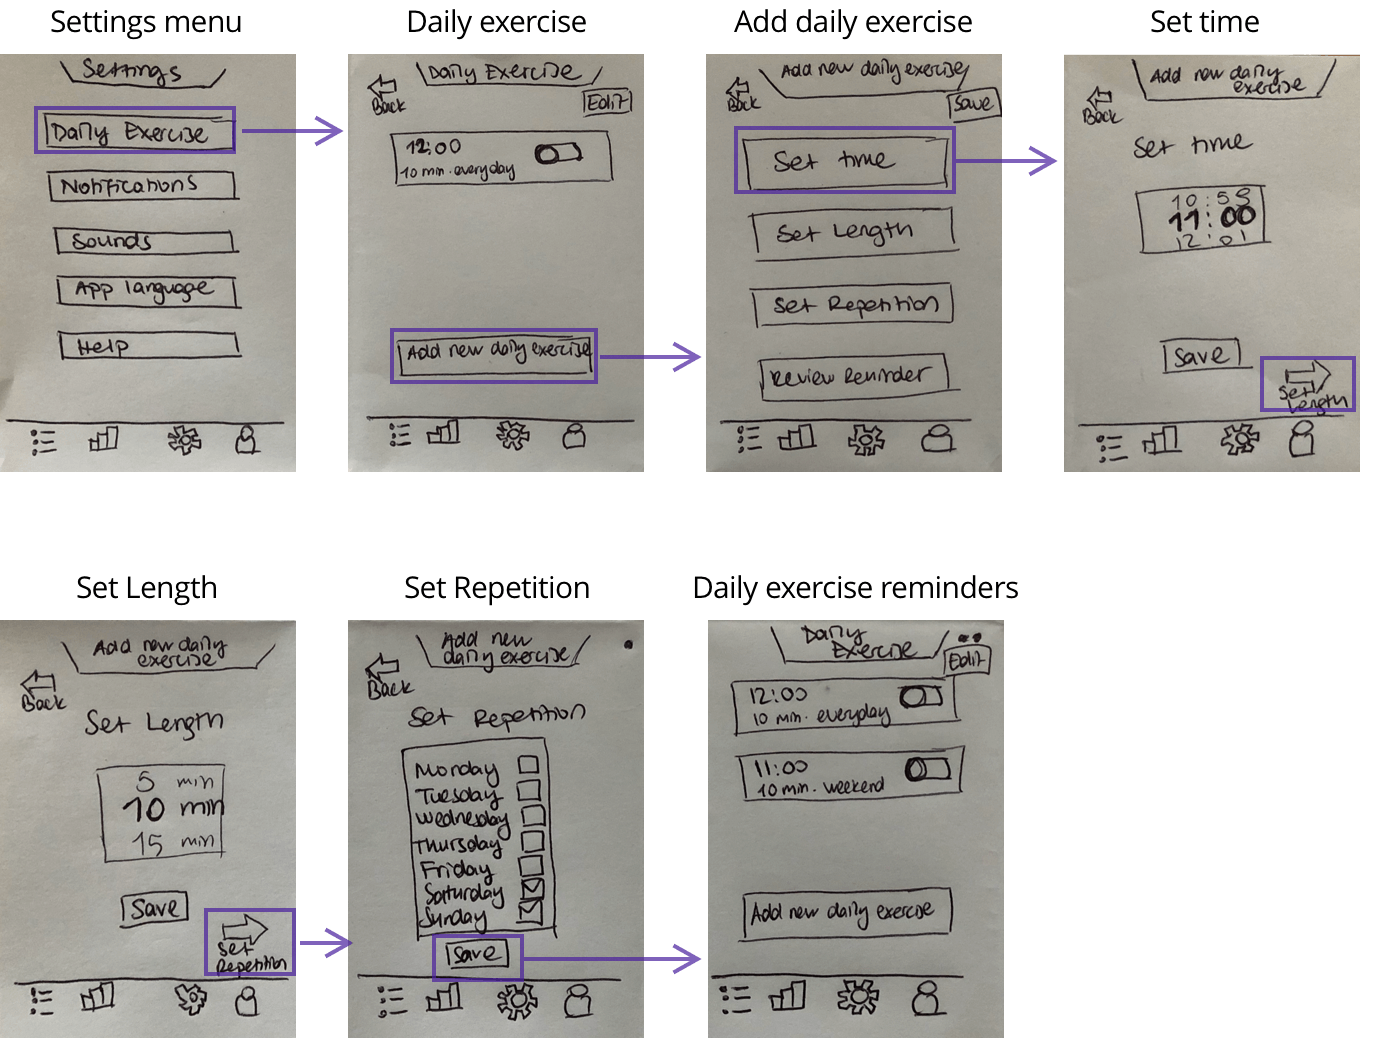 Settings menu
Settings
Daily Exercise
Notifications
Sounds
App language
Help
Daily exercise
Daily Exercise
Back
Edit
12:00
10 min. everyday
Add new daily exercise
Add daily exercise
Add new daily exercise
Back
Save
Set time
Set Length
Set Repetition
Review Reminder
Set time
Add new daily
exercise
Back
Set time
10:59
11:00
12:01
Save
Set
Length
Set Length
Add new daily
exercise
Back
Set Length
5 min
10 min
15 min
Save
Set
Repetition
Set Repetition
Add new
daily exercise
Back
Set Repetition
Monday
Tuesday
Wednesday
Thursday
Friday
Saturday
Sunday
Save
Daily exercise reminders
Daily
Exercise
Edit
12:00
10 min. everyday
11:00
10 min. weekend
Add new daily exercise